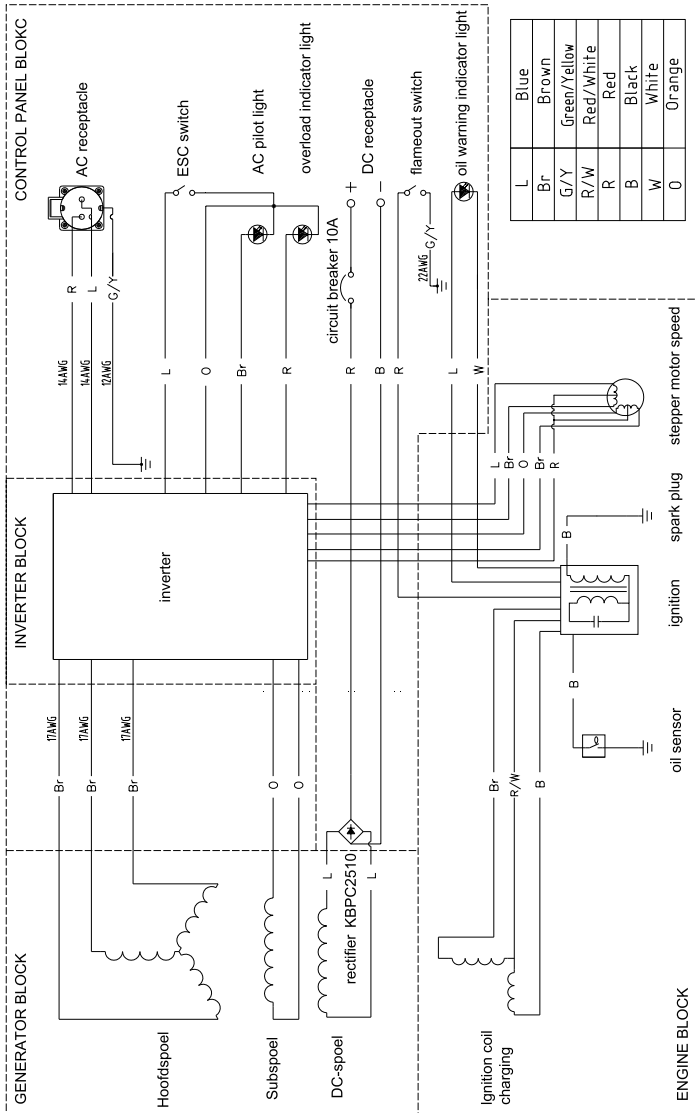 GENERATOR BLOCK
INVERTER BLOCK
CONTROL PANEL BLOKC
ENGINE BLOCK
Hoofdspoel
Subspoel
DC-spoel
Ignition coil
charging
Br
17AWG
Br
17AWG
Br
17AWG
O
O
L
L
rectifier KBPC2510
inverter
14AWG
R
14AWG
L
12AWG
G/Y
AC receptacle
L
ESC switch
O
Br
AC pilot light
R
overload indicator light
R
circuit breaker 10A
+
DC receptacle
B
−
R
flameout switch
22AWG
G/Y
L
oil warning indicator light
W
Br
R/W
B
B
oil sensor
ignition
B
spark plug
L
Br
O
Br
R
stepper motor speed
L Blue
Br Brown
G/Y Green/Yellow
R/W Red/White
R Red
B Black
W White
O Orange